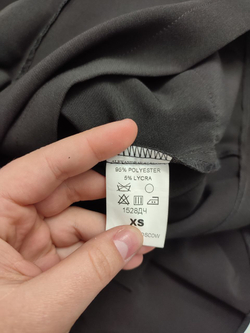 95% POLYESTER
5% LYCRA
1528ДЧ
XS